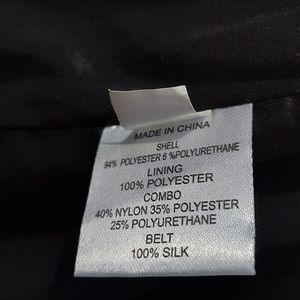 MADE IN CHINA
SHELL
94% POLYESTER 6 %POLYURETHANE
LINING
100% POLYESTER
COMBO
40% NYLON 35% POLYESTER
25% POLYURETHANE
BELT
100% SILK